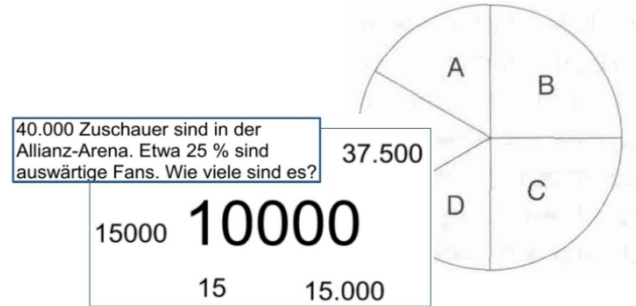 A
B
40.000 Zuschauer sind in der
Allianz-Arena. Etwa 25 % sind
auswärtige Fans. Wie viele sind es?
37.500
D
C
15000
10000
15
15.000